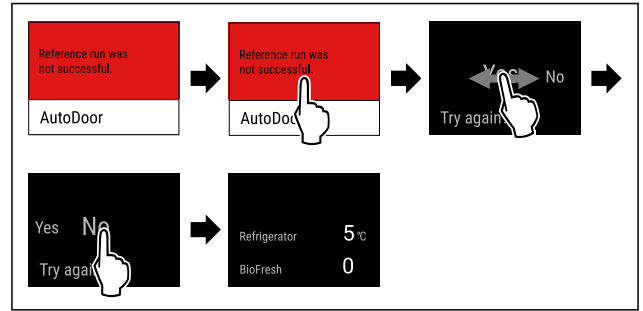 Reference run was
not successful.
AutoDoor
Reference run was
not successful.
No
Try again
Yes No
Refrigerator 5 °C
BioFresh 0